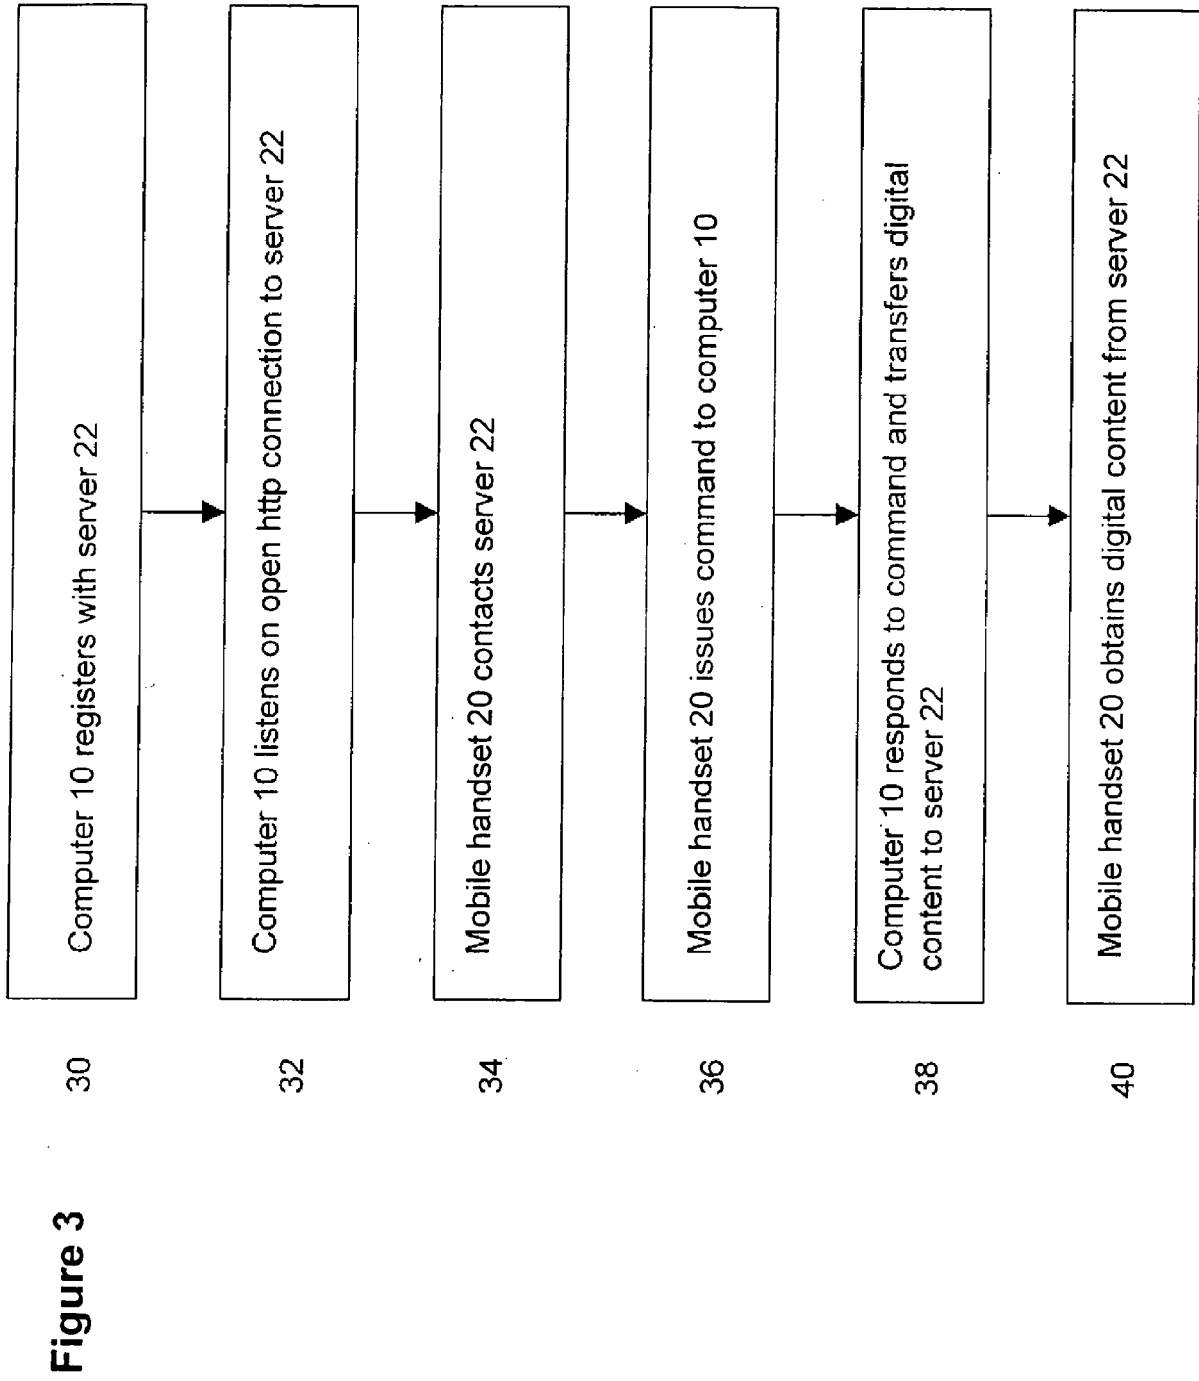 Figure 3
30
Computer 10 registers with server 22
32
Computer 10 listens on open http connection to server 22
34
Mobile handset 20 contacts server 22
36
Mobile handset 20 issues command to computer 10
38
Computer 10 responds to command and transfers digital
content to server 22
40
Mobile handset 20 obtains digital content from server 22